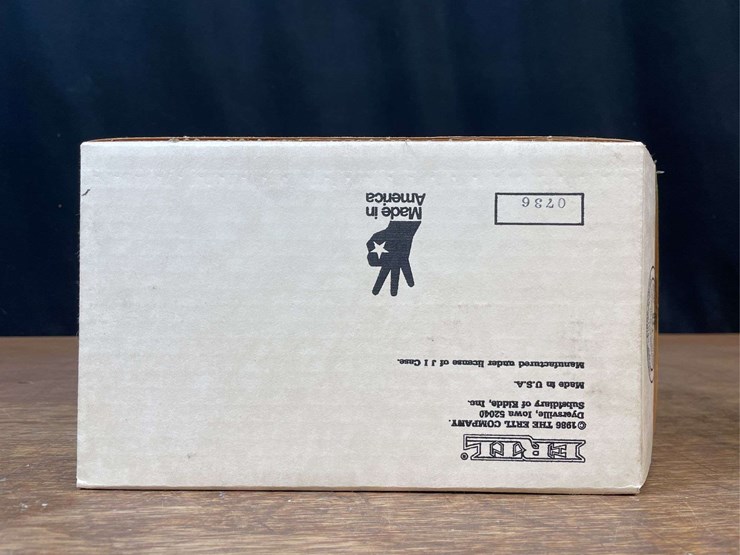 ERTL®
©1986 THE ERTL COMPANY.
Dyersville, Iowa 52040
Subsidiary of Kidde, Inc.
Made in U.S.A.
Manufactured under license of J I Case.
Made in
America
0736